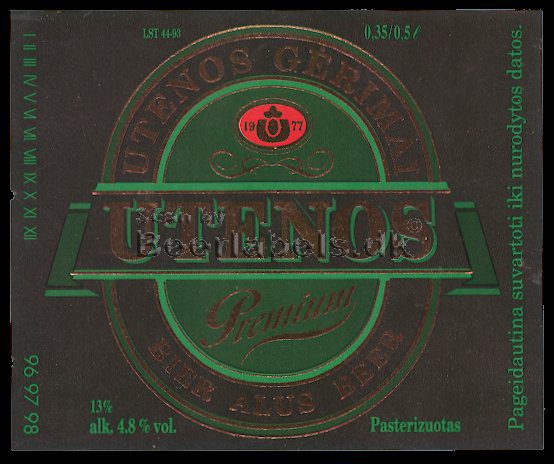 LST 44-93
0,35/0,5 ℓ
UTENOS GĖRIMAI
1977
UTENOS
Premium
BIER ALUS BEER
13%
alk. 4.8 % vol.
Pasterizuotas
I II III IV V VI VII VIII IX X XI XII
96 97 98
Pageidautina suvartoti iki nurodytos datos.
Scan by
Beerlabels.dk
©